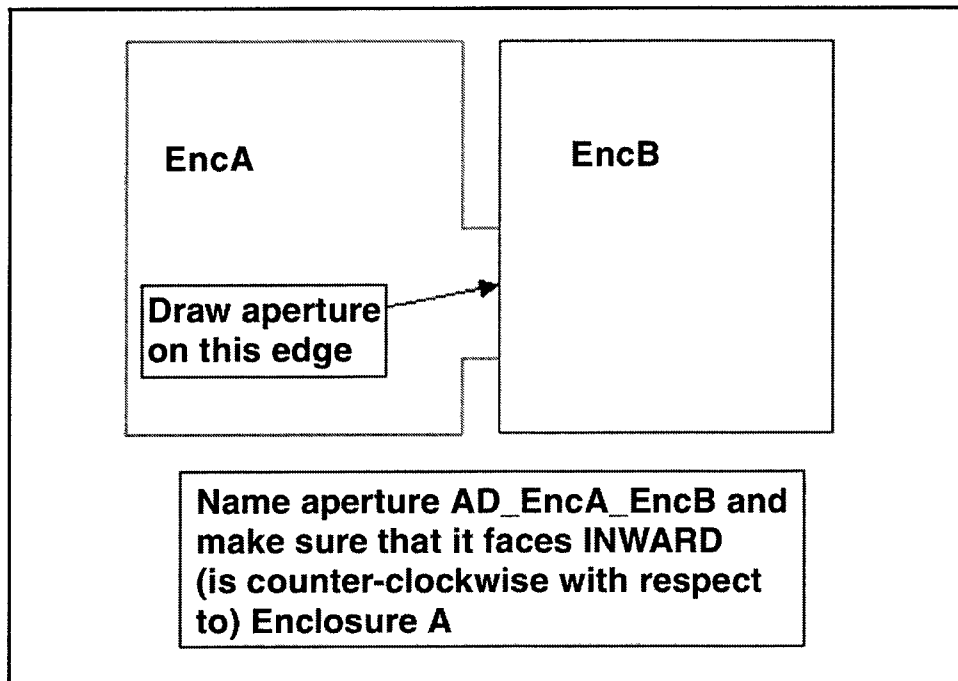 EncA
EncB
Draw aperture
on this edge
Name aperture AD_EncA_EncB and
make sure that it faces INWARD
(is counter-clockwise with respect
to) Enclosure A